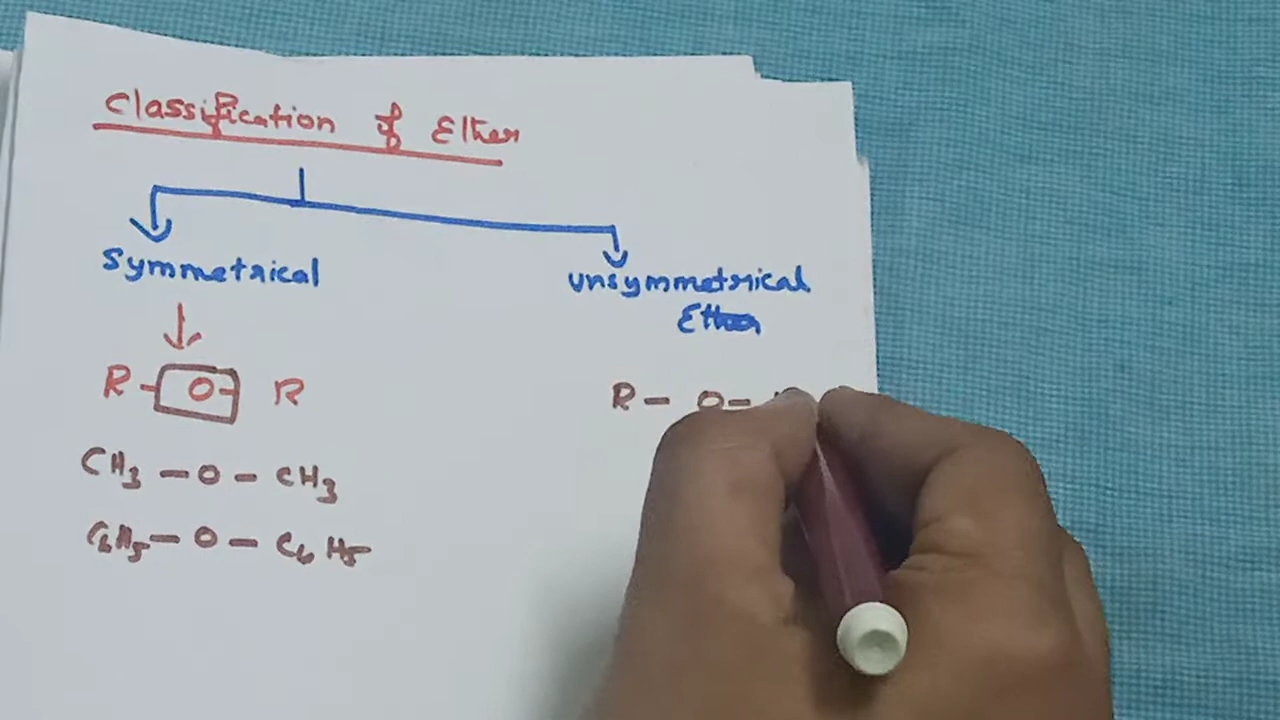 Classification of Ether
Symmetrical
unsymmetrical
Ether
R-O- R
R- O-
CH3 - O - CH3
C6H5 - O - C6H5